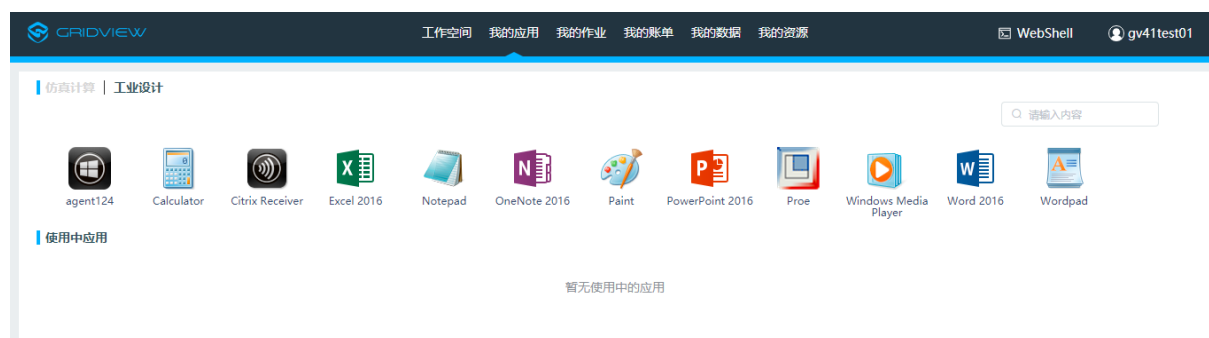 GRIDVIEW 工作空间 我的应用 我的作业 我的账单 我的数据 我的资源 WebShell gv41test01
仿真计算 | 工业设计
请输入内容
agent124 Calculator Citrix Receiver Excel 2016 Notepad OneNote 2016 Paint PowerPoint 2016 Proe Windows Media Player Word 2016 Wordpad
使用中应用
暂无使用中的应用